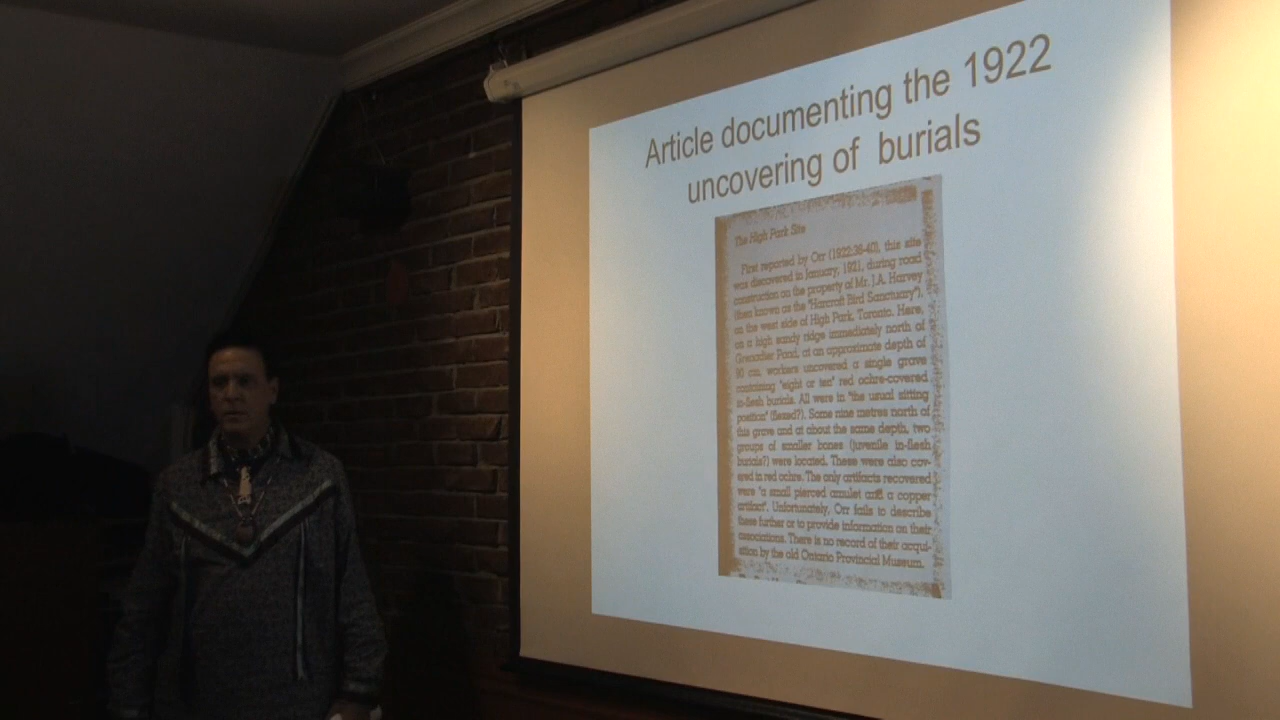 Article documenting the 1922
uncovering of burials
The High Park Site
First reported by Orr (1922:36-40), this site
was discovered in January, 1921, during road
construction on the property of Mr. J.A. Harvey
(then known as the "Harcroft Bird Sanctuary"),
on the west side of High Park, Toronto. Here,
on a high sandy ridge immediately north of
Grenadier Pond, at an approximate depth of
90 cm, workers uncovered a single grave
containing "eight or ten" red ochre-covered
in-flesh burials. All were in "the usual sitting
position" (flexed?). Some nine metres north of
this grave and at about the same depth, two
groups of smaller bones (juvenile in-flesh
burials?) were located. These were also cov-
ered in red ochre. The only artifacts recovered
were "a small pierced amulet and a copper
artifact". Unfortunately, Orr fails to describe
these further or to provide information on their
associations. There is no record of their acqui-
sition by the old Ontario Provincial Museum.